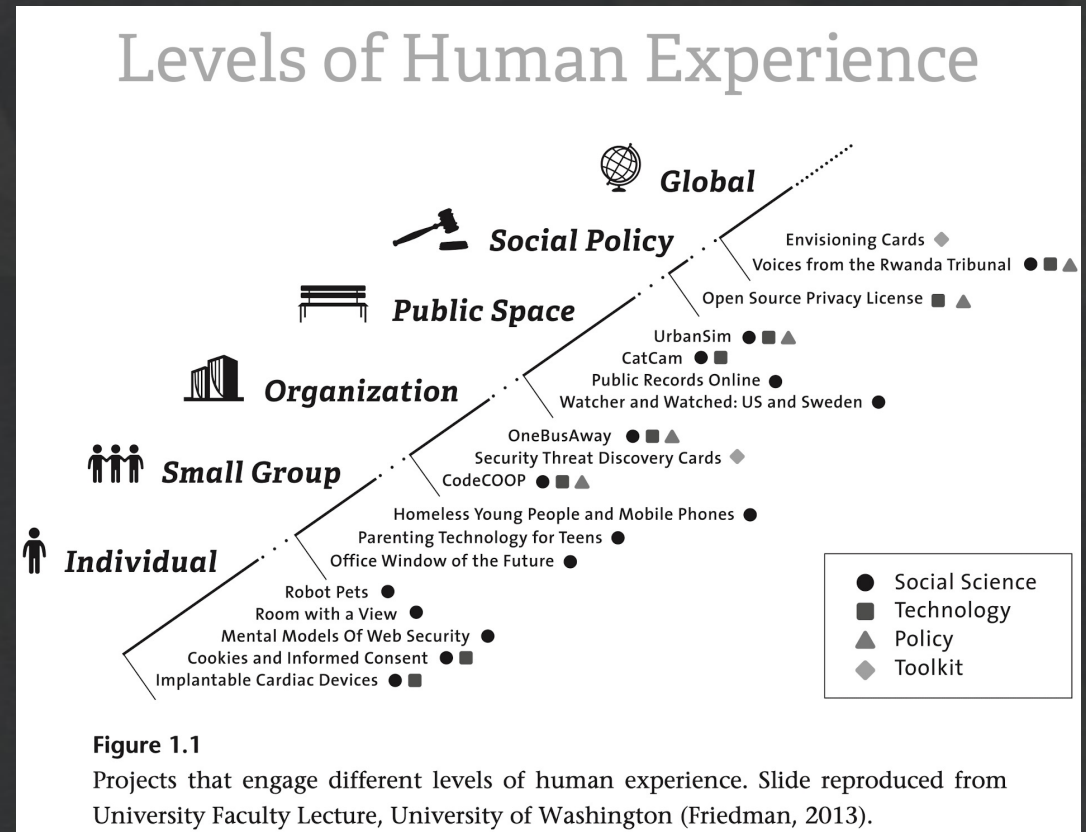 Levels of Human Experience
Global
Social Policy
Public Space
Organization
Small Group
Individual
Envisioning Cards
Voices from the Rwanda Tribunal
Open Source Privacy License
UrbanSim
CatCam
Public Records Online
Watcher and Watched: US and Sweden
OneBusAway
Security Threat Discovery Cards
CodeCOOP
Homeless Young People and Mobile Phones
Parenting Technology for Teens
Office Window of the Future
Robot Pets
Room with a View
Mental Models Of Web Security
Cookies and Informed Consent
Implantable Cardiac Devices
Social Science
Technology
Policy
Toolkit
Figure 1.1
Projects that engage different levels of human experience. Slide reproduced from
University Faculty Lecture, University of Washington (Friedman, 2013).